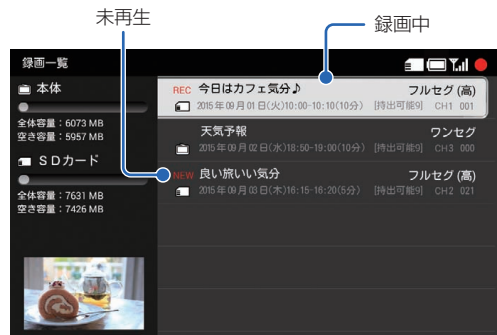 未再生
録画中
録画一覧
本体
全体容量：6073 MB
空き容量：5957 MB
SDカード
全体容量：7631 MB
空き容量：7426 MB
REC 今日はカフェ気分♪ フルセグ(高)
2015年09月01日(火)10:00-10:10(10分) [持出可能9] CH1 001
天気予報 ワンセグ
2015年09月02日(水)18:50-19:00(10分) [持出可能9] CH3 000
NEW 良い旅いい気分 フルセグ(高)
2015年09月03日(木)16:15-16:20(5分) [持出可能9] CH2 021